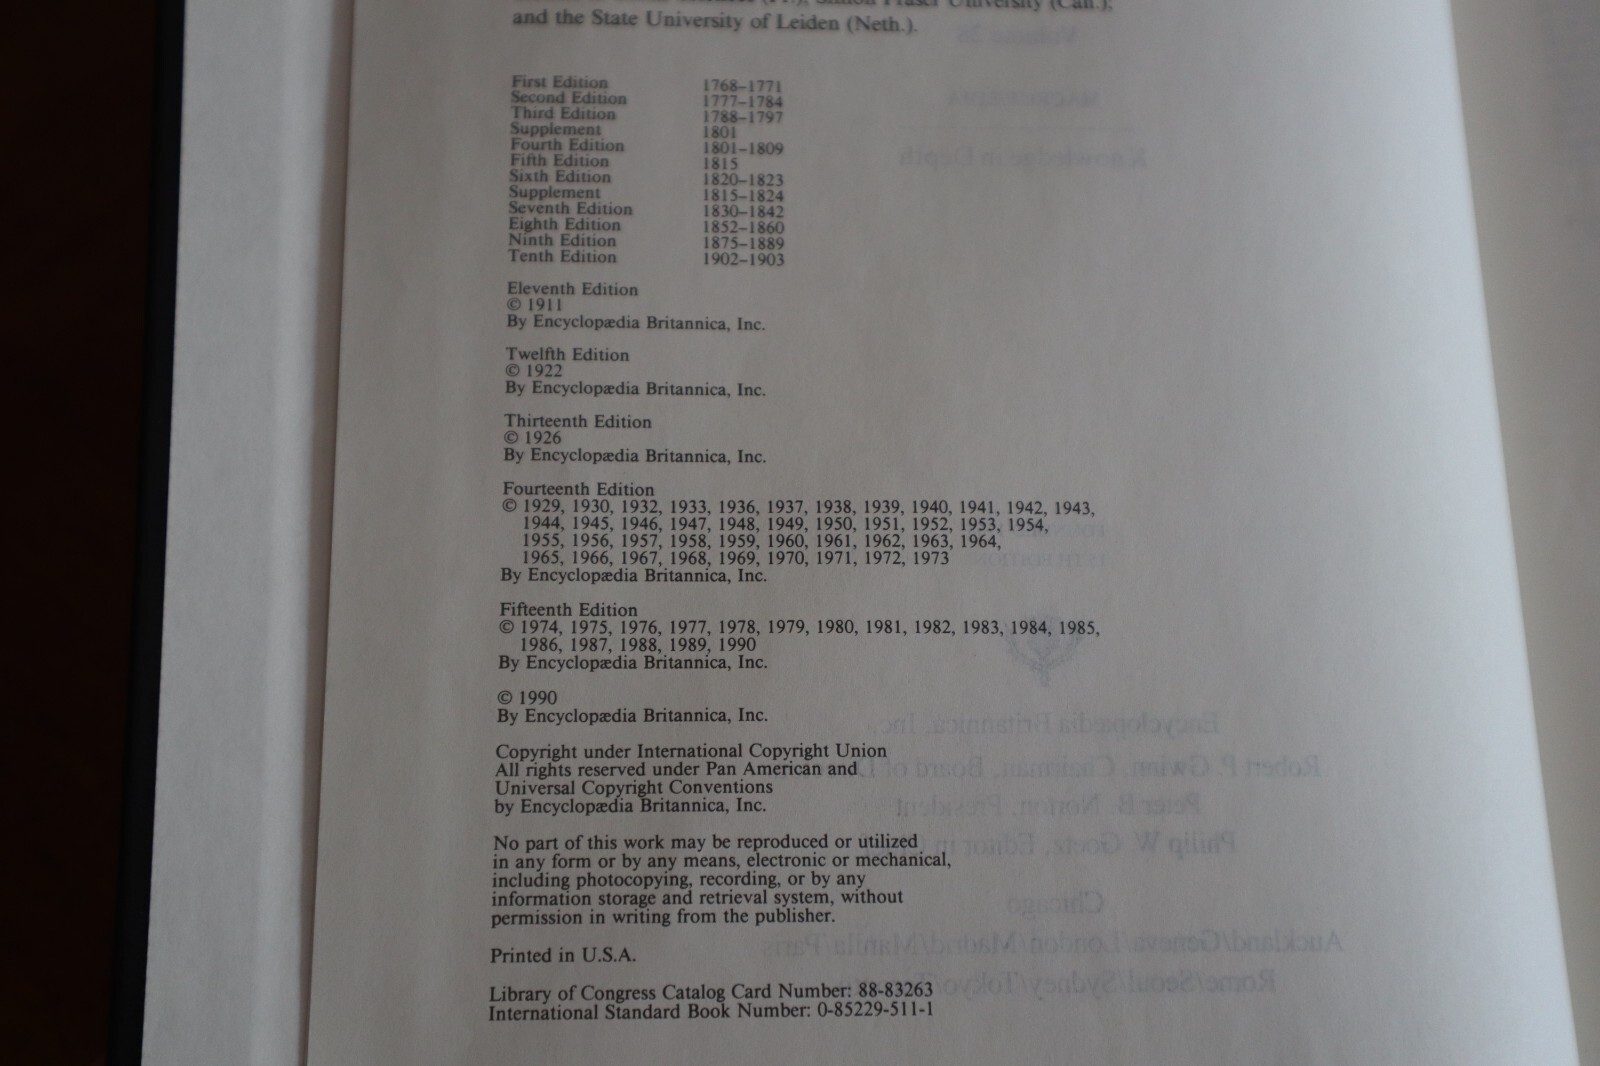 Simon Fraser University (Can.);
and the State University of Leiden (Neth.).
First Edition 1768–1771
Second Edition 1777–1784
Third Edition 1788–1797
Supplement 1801
Fourth Edition 1801–1809
Fifth Edition 1815
Sixth Edition 1820–1823
Supplement 1815–1824
Seventh Edition 1830–1842
Eighth Edition 1852–1860
Ninth Edition 1875–1889
Tenth Edition 1902–1903
Eleventh Edition
© 1911
By Encyclopædia Britannica, Inc.
Twelfth Edition
© 1922
By Encyclopædia Britannica, Inc.
Thirteenth Edition
© 1926
By Encyclopædia Britannica, Inc.
Fourteenth Edition
© 1929, 1930, 1932, 1933, 1936, 1937, 1938, 1939, 1940, 1941, 1942, 1943,
1944, 1945, 1946, 1947, 1948, 1949, 1950, 1951, 1952, 1953, 1954,
1955, 1956, 1957, 1958, 1959, 1960, 1961, 1962, 1963, 1964,
1965, 1966, 1967, 1968, 1969, 1970, 1971, 1972, 1973
By Encyclopædia Britannica, Inc.
Fifteenth Edition
© 1974, 1975, 1976, 1977, 1978, 1979, 1980, 1981, 1982, 1983, 1984, 1985,
1986, 1987, 1988, 1989, 1990
By Encyclopædia Britannica, Inc.
© 1990
By Encyclopædia Britannica, Inc.
Copyright under International Copyright Union
All rights reserved under Pan American and
Universal Copyright Conventions
by Encyclopædia Britannica, Inc.
No part of this work may be reproduced or utilized
in any form or by any means, electronic or mechanical,
including photocopying, recording, or by any
information storage and retrieval system, without
permission in writing from the publisher.
Printed in U.S.A.
Library of Congress Catalog Card Number: 88-83263
International Standard Book Number: 0-85229-511-1